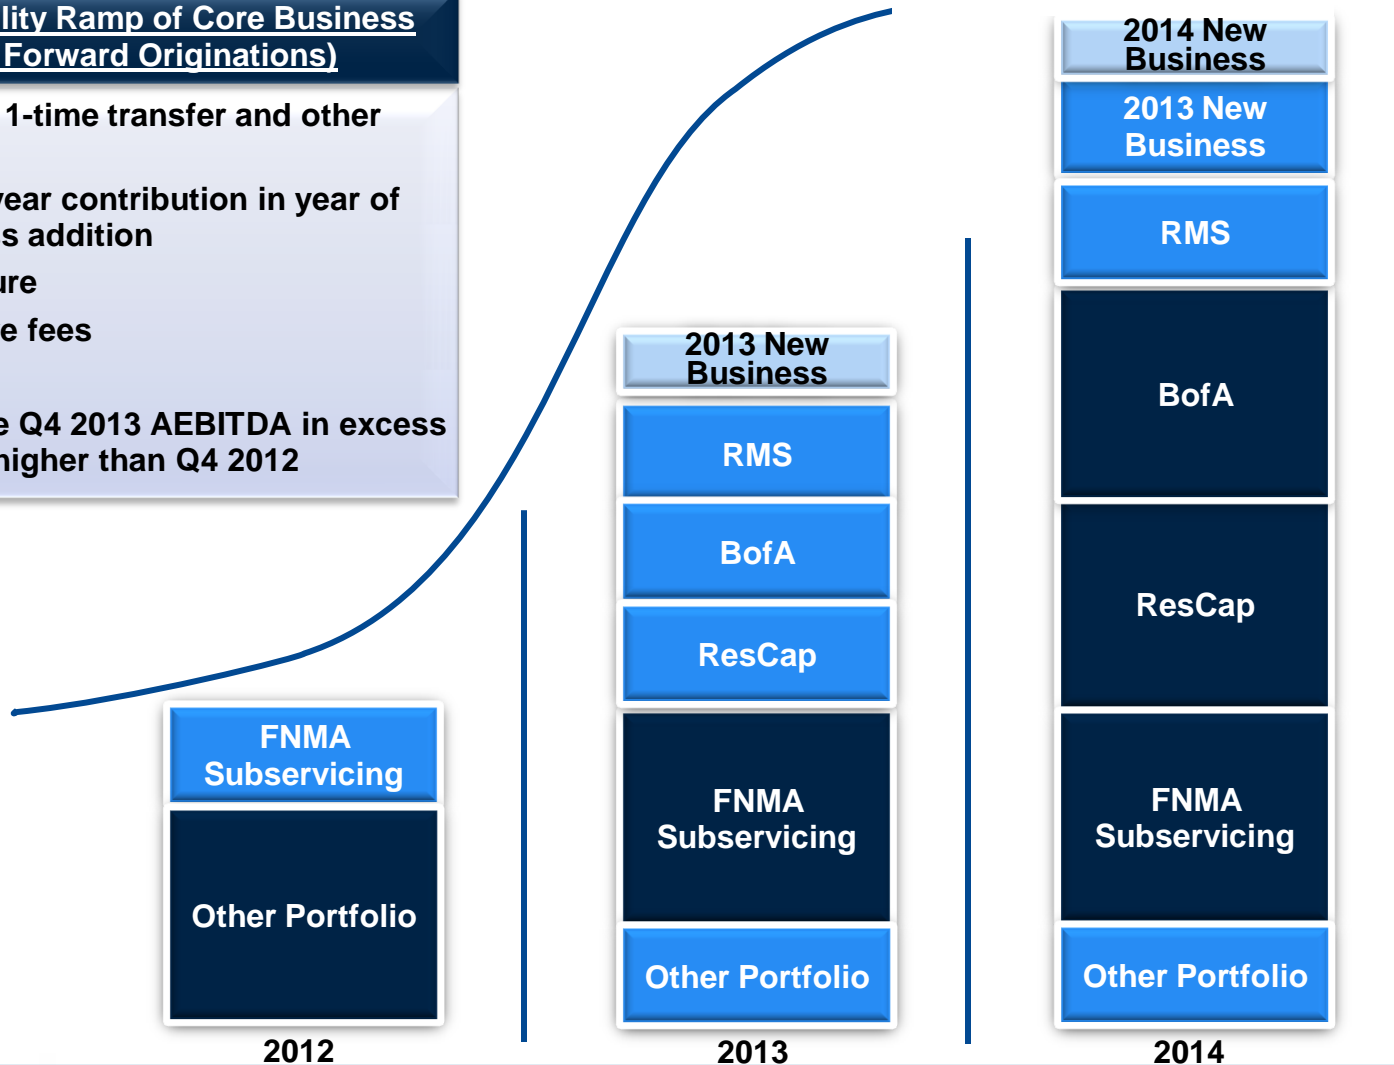 lity Ramp of Core Business
Forward Originations)
1-time transfer and other
year contribution in year of
s addition
ure
e fees
e Q4 2013 AEBITDA in excess
higher than Q4 2012
FNMA
Subservicing
Other Portfolio
2012
2013 New
Business
RMS
BofA
ResCap
FNMA
Subservicing
Other Portfolio
2013
2014 New
Business
2013 New
Business
RMS
BofA
ResCap
FNMA
Subservicing
Other Portfolio
2014